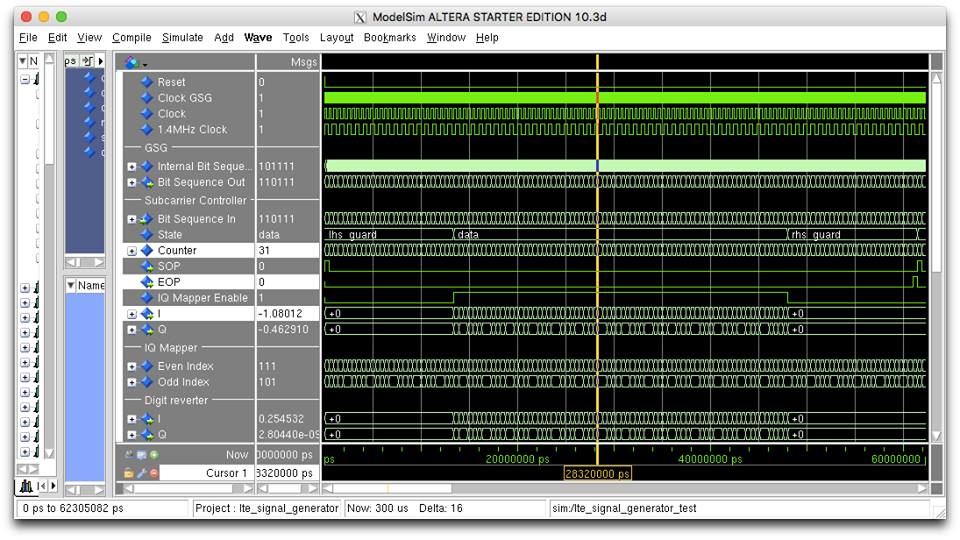 ModelSim ALTERA STARTER EDITION 10.3d
File Edit View Compile Simulate Add Wave Tools Layout Bookmarks Window Help
N ps Msgs
Reset 0
Clock GSG 1
Clock 1
1.4MHz Clock 1
GSG
Internal Bit Seque... 101111
Bit Sequence Out 110111
Subcarrier Controller
Bit Sequence In 110111
State data lhs guard data rhs guard
Counter 31
SOP 0
EOP 0
IQ Mapper Enable 1
I -1.08012 +0 +0
Q -0.462910 +0 +0
IQ Mapper
Even Index 111
Odd Index 101
Digit reverter
I 0.254532 +0 +0
Q 2.80440e-09 +0 +0
Name
Now 0000000 ps ps 20000000 ps 40000000 ps 60000000
Cursor 1 3320000 ps 28320000 ps
0 ps to 62305082 ps Project : lte_signal_generator Now: 300 us Delta: 16 sim:/lte_signal_generator_test